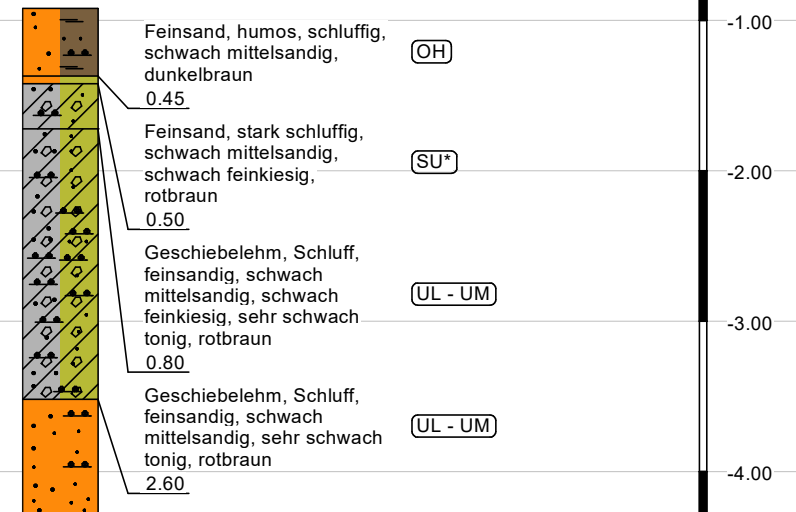 -1.00
Feinsand, humos, schluffig,
schwach mittelsandig,
dunkelbraun
OH
0.45
Feinsand, stark schluffig,
schwach mittelsandig,
schwach feinkiesig,
rotbraun
SU*
-2.00
0.50
Geschiebelehm, Schluff,
feinsandig, schwach
mittelsandig, schwach
feinkiesig, sehr schwach
tonig, rotbraun
UL - UM
-3.00
0.80
Geschiebelehm, Schluff,
feinsandig, schwach
mittelsandig, sehr schwach
tonig, rotbraun
UL - UM
-4.00
2.60